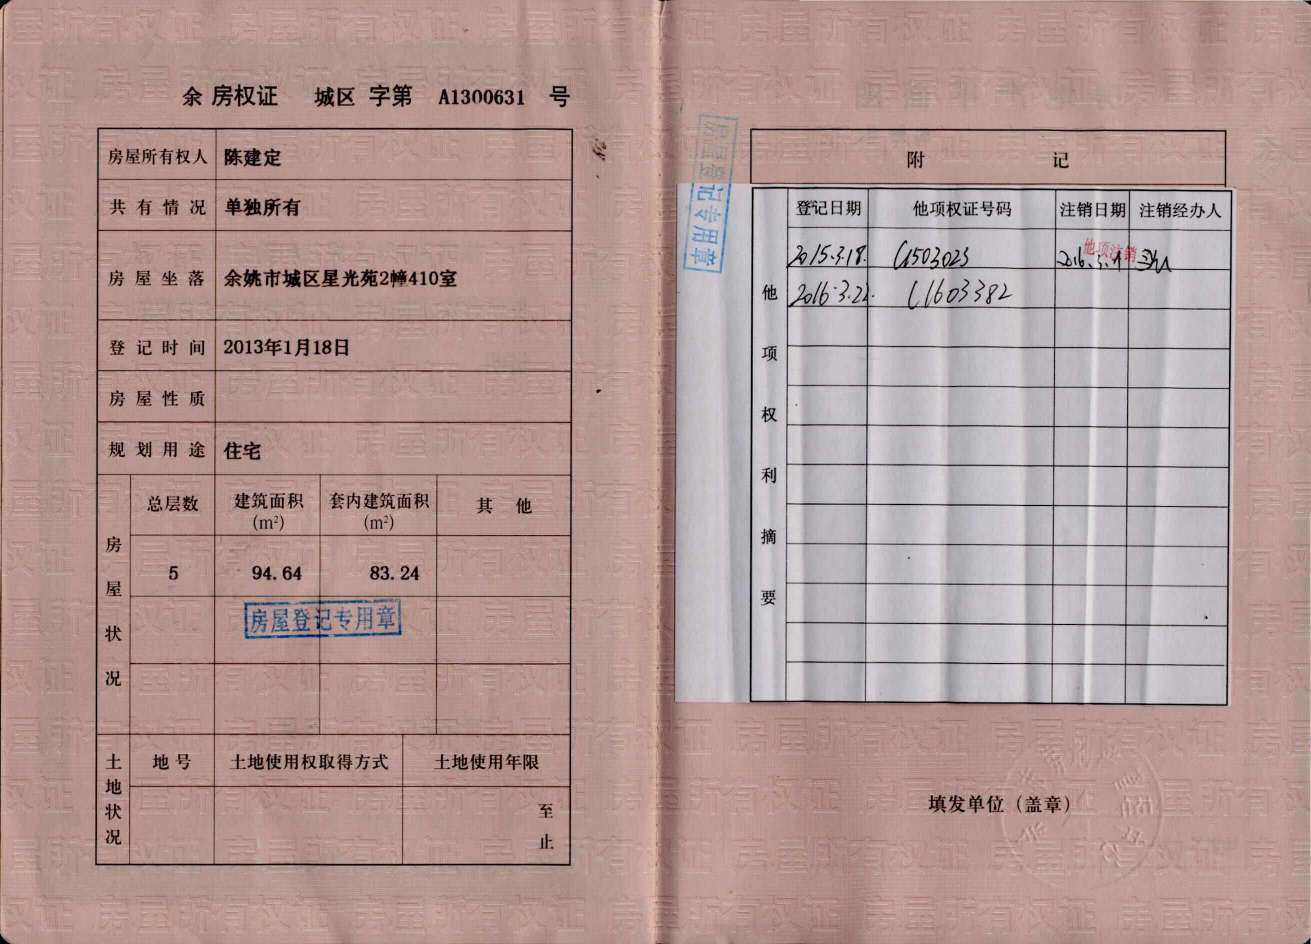 余 房权证 城区 字第 A1300631 号
房屋所有权人 陈建定
共有情况 单独所有
房屋坐落 余姚市城区星光苑2幢410室
登记时间 2013年1月18日
房屋性质
规划用途 住宅
房屋状况
总层数 建筑面积(m²) 套内建筑面积(m²) 其他
5 94.64 83.24
房屋登记专用章
土地状况
地号 土地使用权取得方式 土地使用年限
至
止
附 记
房屋登记专用章
他项权利摘要
登记日期 他项权证号码 注销日期 注销经办人
他项注销
2015.3.18. C1503023
2016.3.22. C1603382
填发单位（盖章）